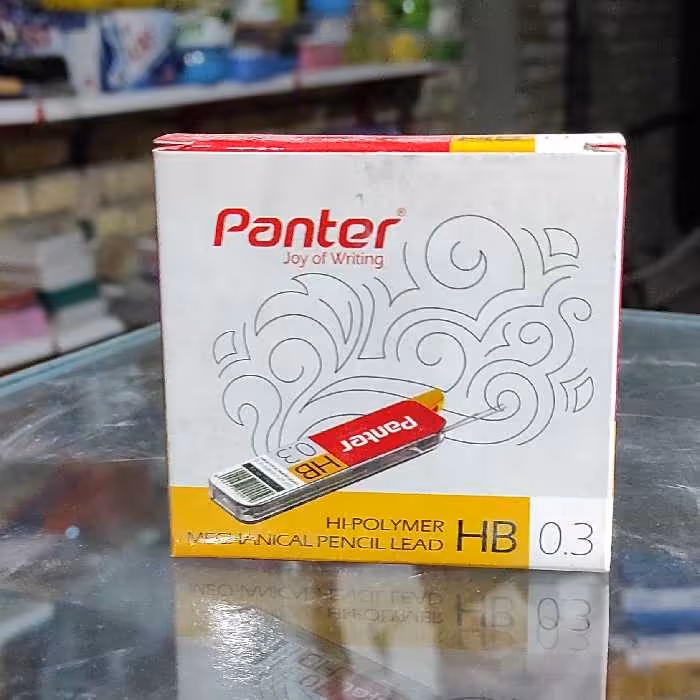 Panter®
Joy of Writing
Panter
0.3
HB
HI-POLYMER
MECHANICAL PENCIL LEAD
HB 0.3